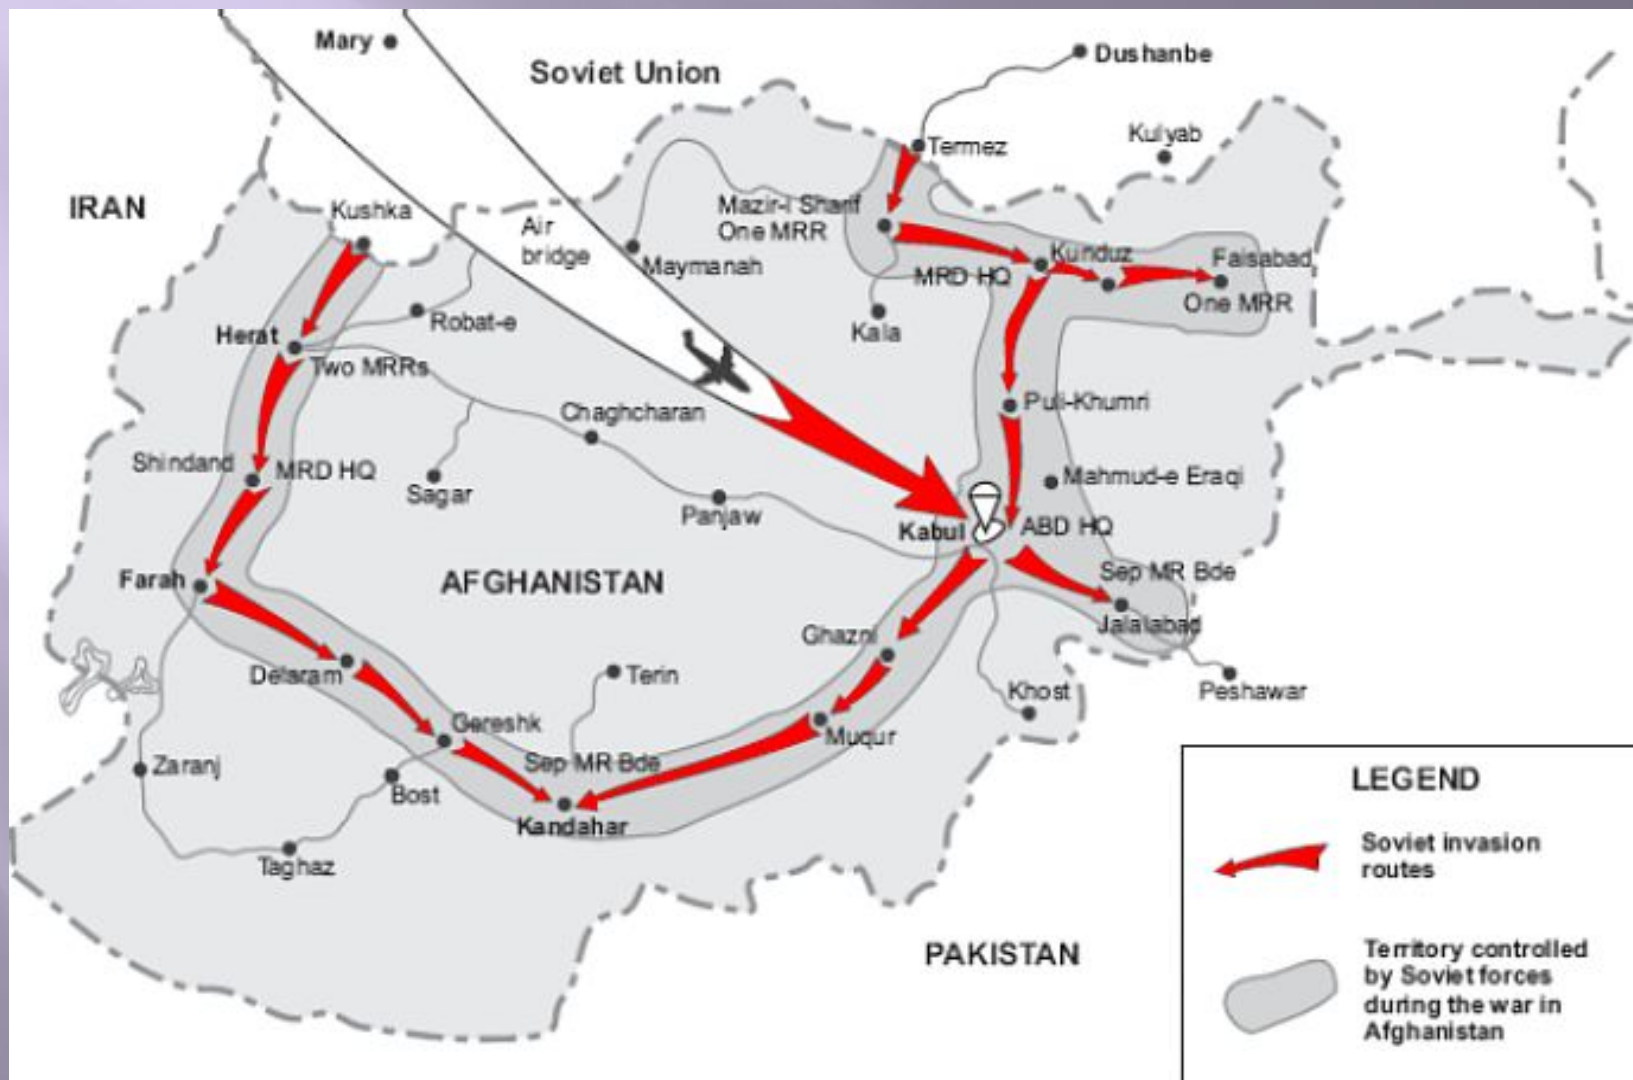 Mary
Soviet Union
Dushanbe
Kulyab
Termez
IRAN
Kushka
Mazir-i Sharif
One MRR
Air
bridge
Maymanah
Kunduz
MRD HQ
Faisabad
One MRR
Robat-e
Kala
Herat
Two MRRs
Chaghcharan
Puli-Khumri
Shindand
MRD HQ
Sagar
Panjaw
Mahmud-e Eraqi
Kabul
ABD HQ
Farah
AFGHANISTAN
Sep MR Bde
Jalalabad
Ghazni
Delaram
Terin
Khost
Peshawar
Gereshk
Muqur
Zaranj
Sep MR Bde
Bost
Kandahar
Taghaz
PAKISTAN
LEGEND
Soviet invasion
routes
Territory controlled
by Soviet forces
during the war in
Afghanistan